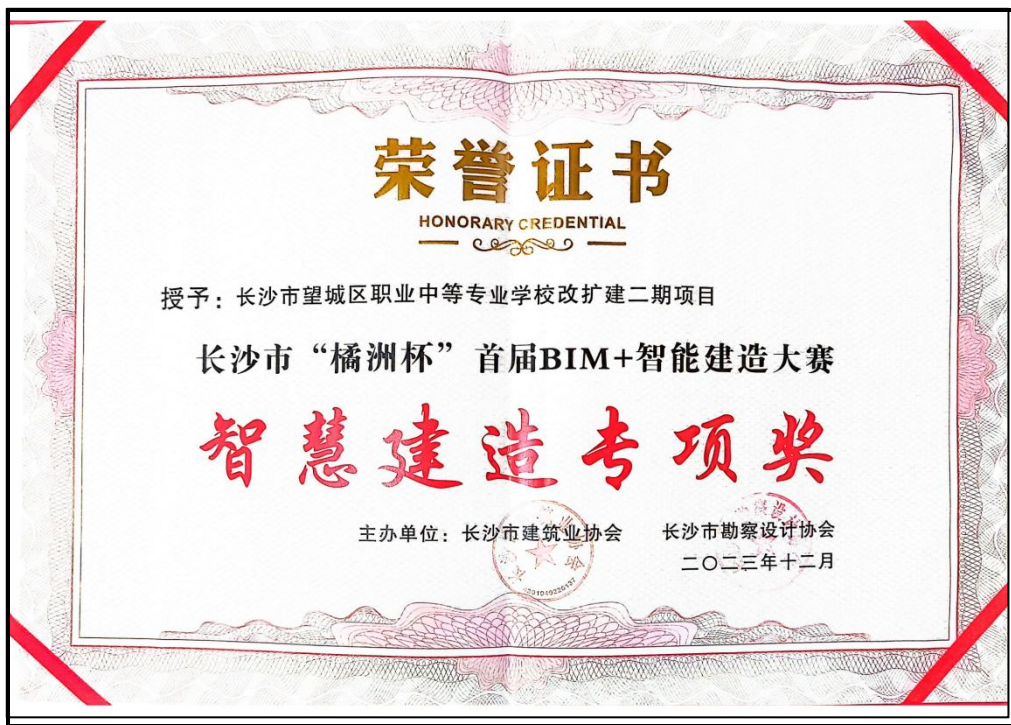 荣誉证书
HONORARY CREDENTIAL
授予：长沙市望城区职业中等专业学校改扩建二期项目
长沙市“橘洲杯”首届BIM+智能建造大赛
智慧建造专项奖
主办单位：长沙市建筑业协会 长沙市勘察设计协会
二〇二三年十二月